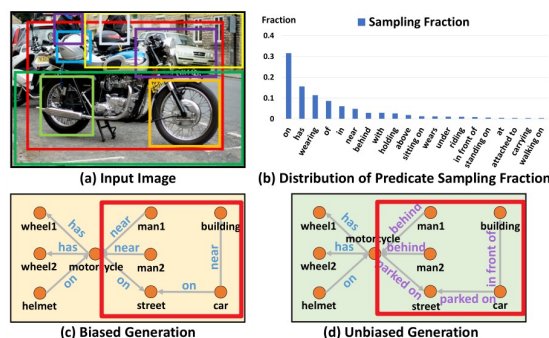 Fraction
Sampling Fraction
0.4
0.3
0.2
0.1
0
on
has
wearing
of
in
near
behind
with
holding
above
sitting on
wears
under
riding
in front of
standing on
at
attached to
carrying
walking on
(a) Input Image
(b) Distribution of Predicate Sampling Fraction
wheel1
has
near
man1
building
has
near
near
wheel2
motorcycle
man2
on
on
on
helmet
street
car
(c) Biased Generation
wheel1
has
behind
man1
building
motorcycle
has
behind
in front of
wheel2
man2
on
parked on
parked on
helmet
street
car
(d) Unbiased Generation